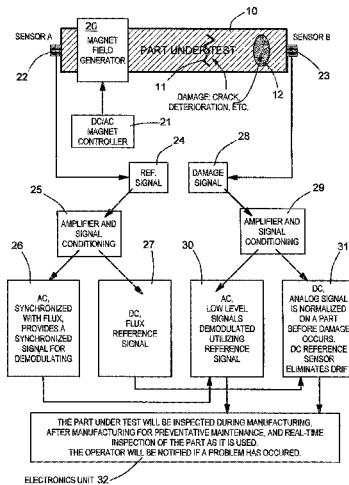 10
SENSOR A
20
MAGNET
FIELD
GENERATOR
PART UNDER TEST
SENSOR B
22
11
12
23
DAMAGE: CRACK,
DETERIORATION, ETC.
DC/AC
MAGNET
CONTROLLER
21
24
28
REF.
SIGNAL
DAMAGE
SIGNAL
25
29
AMPLIFIER AND
SIGNAL
CONDITIONING
AMPLIFIER AND
SIGNAL
CONDITIONING
26
27
30
31
AC,
SYNCHRONIZED
WITH FLUX,
PROVIDES A
SYNCHRONIZED
SIGNAL FOR
DEMODULATING
DC,
FLUX
REFERENCE
SIGNAL
AC,
LOW LEVEL
SIGNALS
DEMODULATED
UTILIZING
REFERENCE
SIGNAL
DC,
ANALOG SIGNAL
IS NORMALIZED
ON A PART
BEFORE DAMAGE
OCCURS.
DC REFERENCE
SENSOR
ELIMINATES DRIFT
THE PART UNDER TEST WILL BE INSPECTED DURING MANUFACTURING,
AFTER MANUFACTURING FOR PREVENTATIVE MAINTENANCE, AND REAL-TIME
INSPECTION OF THE PART AS IT IS USED.
THE OPERATOR WILL BE NOTIFIED IF A PROBLEM HAS OCCURED.
ELECTRONICS UNIT 32